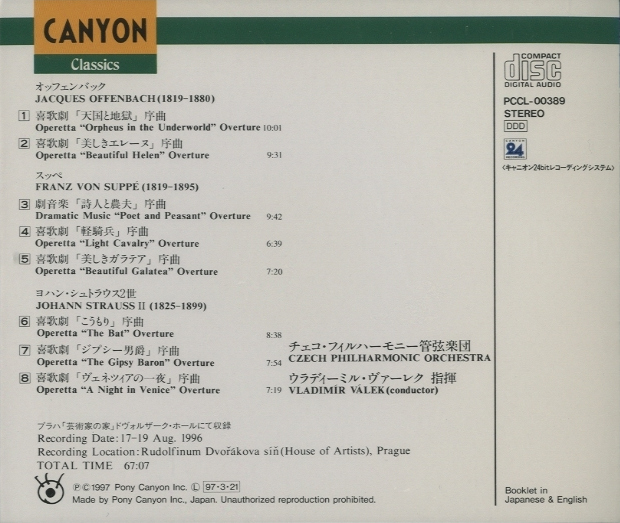 CANYON
Classics
オッフェンバック
JACQUES OFFENBACH (1819–1880)
1 喜歌劇「天国と地獄」序曲
Operetta “Orpheus in the Underworld” Overture 10:01
2 喜歌劇「美しきエレーヌ」序曲
Operetta “Beautiful Helen” Overture 9:31
スッペ
FRANZ VON SUPPÉ (1819–1895)
3 劇音楽「詩人と農夫」序曲
Dramatic Music “Poet and Peasant” Overture 9:42
4 喜歌劇「軽騎兵」序曲
Operetta “Light Cavalry” Overture 6:39
5 喜歌劇「美しきガラテア」序曲
Operetta “Beautiful Galatea” Overture 7:20
ヨハン・シュトラウス2世
JOHANN STRAUSS II (1825–1899)
6 喜歌劇「こうもり」序曲
Operetta “The Bat” Overture 8:38
7 喜歌劇「ジプシー男爵」序曲
Operetta “The Gipsy Baron” Overture 7:54
8 喜歌劇「ヴェネツィアの一夜」序曲
Operetta “A Night in Venice” Overture 7:19
チェコ・フィルハーモニー管弦楽団
CZECH PHILHARMONIC ORCHESTRA
ウラディーミル・ヴァーレク 指揮
VLADIMÍR VÁLEK (conductor)
プラハ「芸術家の家」ドヴォルザーク・ホールにて収録
Recording Date: 17–19 Aug. 1996
Recording Location: Rudolfinum Dvořákova síň (House of Artists), Prague
TOTAL TIME 67:07
Ⓟ©1997 Pony Canyon Inc. Ⓛ 97·3·21
Made by Pony Canyon Inc., Japan. Unauthorized reproduction prohibited.
COMPACT
disc
DIGITAL AUDIO
PCCL-00389
STEREO
DDD
24
〈キャニオン24bitレコーディングシステム〉
Booklet in
Japanese & English